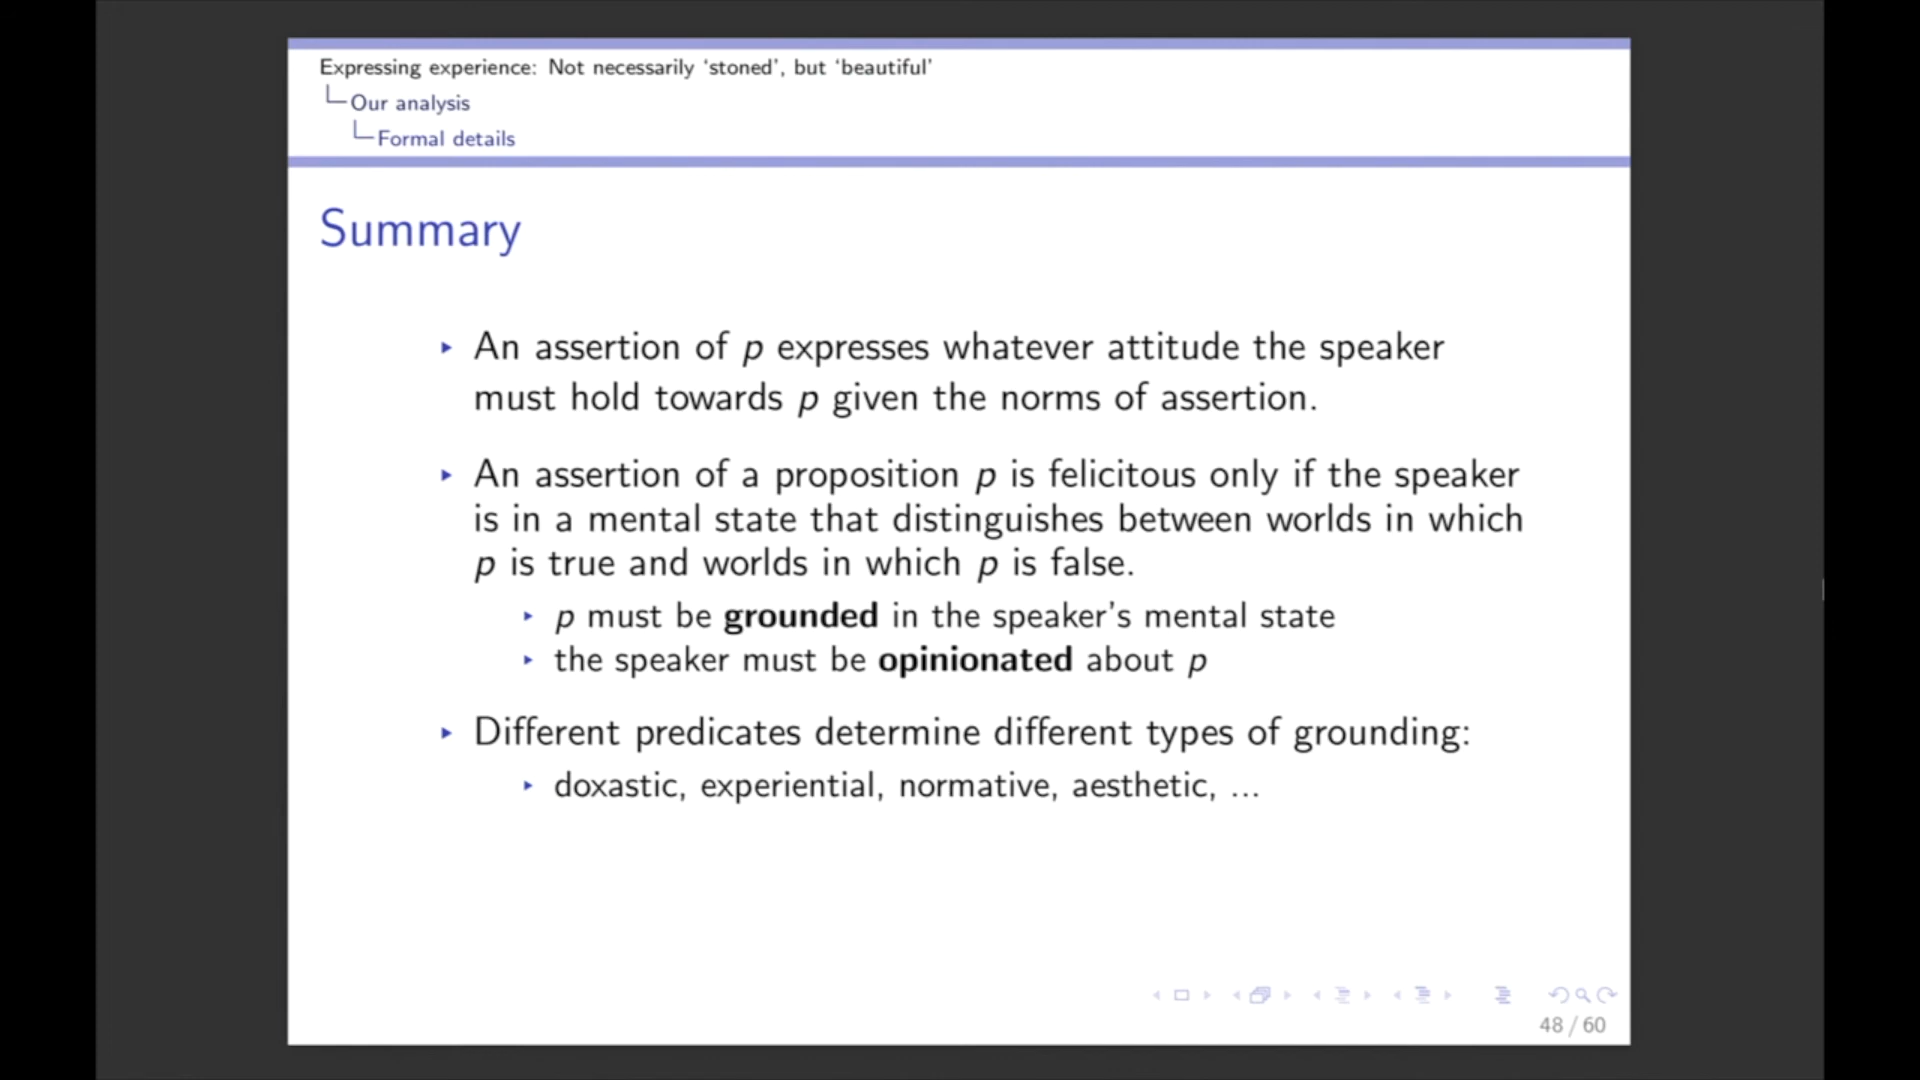 Expressing experience: Not necessarily ‘stoned’, but ‘beautiful’
Our analysis
Formal details
Summary
An assertion of p expresses whatever attitude the speaker
must hold towards p given the norms of assertion.
An assertion of a proposition p is felicitous only if the speaker
is in a mental state that distinguishes between worlds in which
p is true and worlds in which p is false.
p must be grounded in the speaker’s mental state
the speaker must be opinionated about p
Different predicates determine different types of grounding:
doxastic, experiential, normative, aesthetic, ...
48 / 60